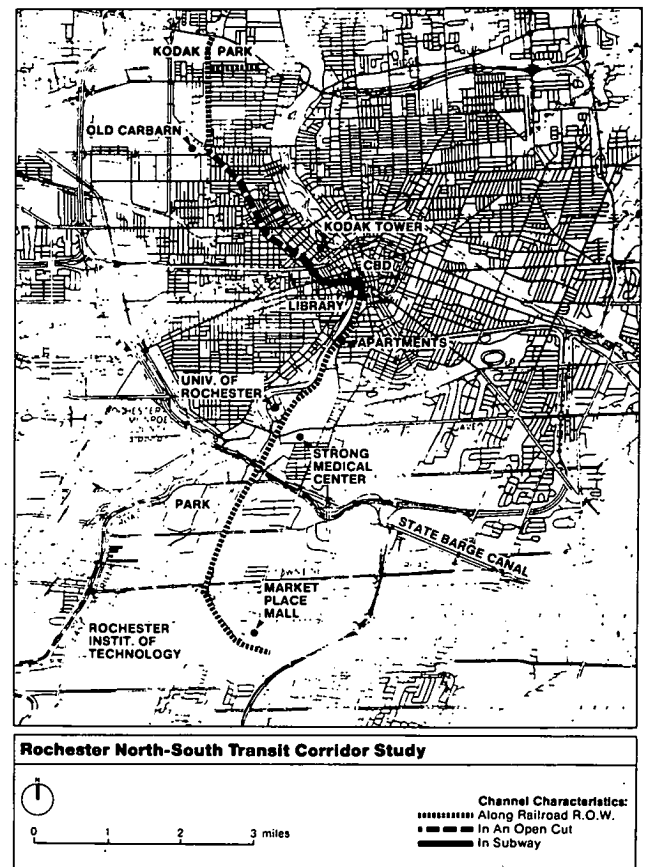 KODAK PARK
OLD CARBARN
KODAK TOWER
CBD
LIBRARY
APARTMENTS
UNIV. OF
ROCHESTER
STRONG
MEDICAL
CENTER
PARK
STATE BARGE CANAL
MARKET
PLACE
MALL
ROCHESTER
INSTIT. OF
TECHNOLOGY
Rochester North-South Transit Corridor Study
N
0 1 2 3 miles
Channel Characteristics:
Along Railroad R.O.W.
In An Open Cut
In Subway